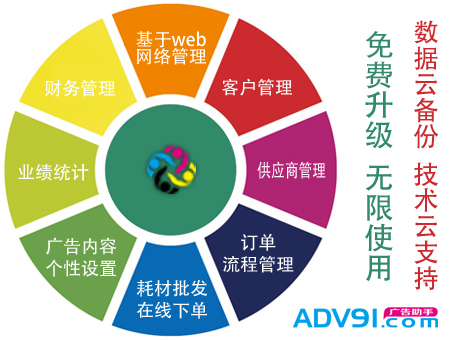 基于web
网络管理
客户管理
供应商管理
订单
流程管理
耗材批发
在线下单
广告内容
个性设置
业绩统计
财务管理
数据云备份 技术云支持
免费升级 无限使用
广告助手
ADV91.com